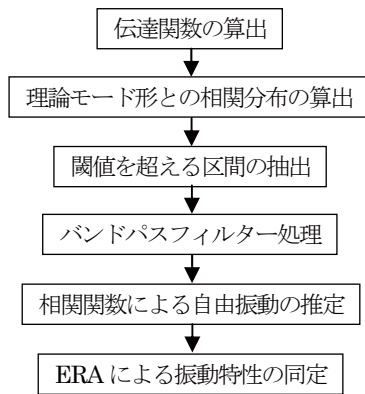 伝達関数の算出
理論モード形との相関分布の算出
閾値を超える区間の抽出
バンドパスフィルター処理
相関関数による自由振動の推定
ERA による振動特性の同定